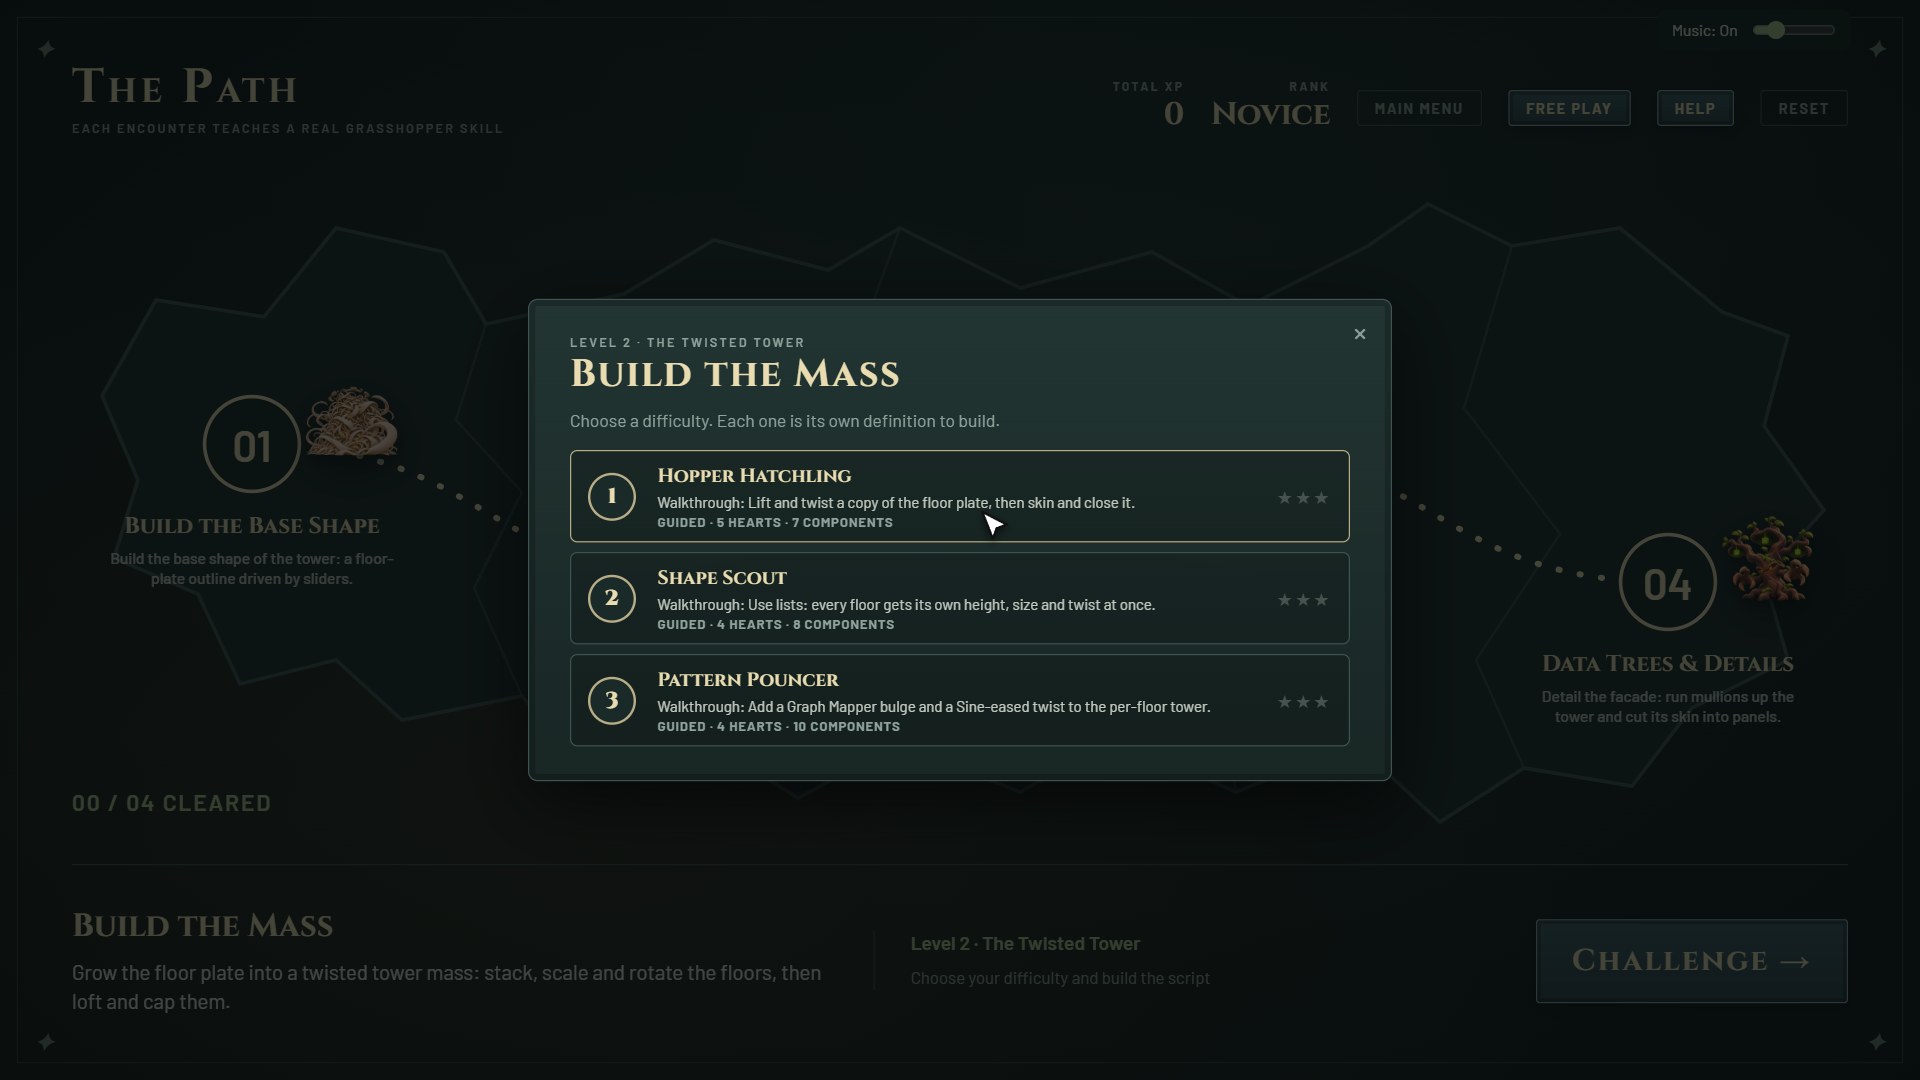 Music: On
The Path
EACH ENCOUNTER TEACHES A REAL GRASSHOPPER SKILL
TOTAL XP
0
RANK
Novice
MAIN MENU
FREE PLAY
HELP
RESET
LEVEL 2 · THE TWISTED TOWER
Build the Mass
×
Choose a difficulty. Each one is its own definition to build.
1
Hopper Hatchling
Walkthrough: Lift and twist a copy of the floor plate, then skin and close it.
GUIDED · 5 HEARTS · 7 COMPONENTS
★★★
2
Shape Scout
Walkthrough: Use lists: every floor gets its own height, size and twist at once.
GUIDED · 4 HEARTS · 8 COMPONENTS
★★★
3
Pattern Pouncer
Walkthrough: Add a Graph Mapper bulge and a Sine-eased twist to the per-floor tower.
GUIDED · 4 HEARTS · 10 COMPONENTS
★★★
01
Build the Base Shape
Build the base shape of the tower: a floor-
plate outline driven by sliders.
04
Data Trees & Details
Detail the facade: run mullions up the
tower and cut its skin into panels.
00 / 04 CLEARED
Build the Mass
Grow the floor plate into a twisted tower mass: stack, scale and rotate the floors, then
loft and cap them.
Level 2 · The Twisted Tower
Choose your difficulty and build the script
Challenge →